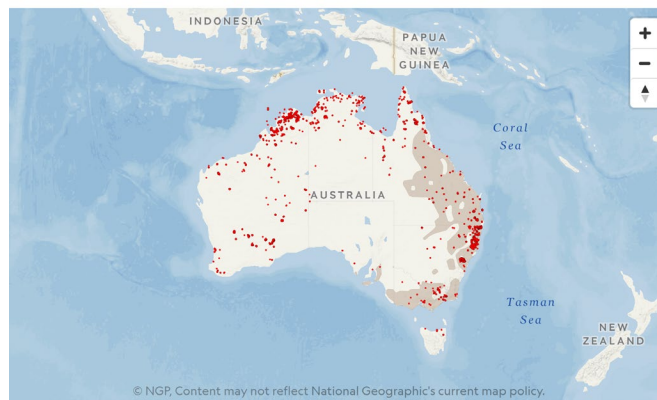 INDONESIA
PAPUA
NEW
GUINEA
Coral
Sea
AUSTRALIA
Tasman
Sea
NEW
ZEALAND
© NGP, Content may not reflect National Geographic's current map policy.